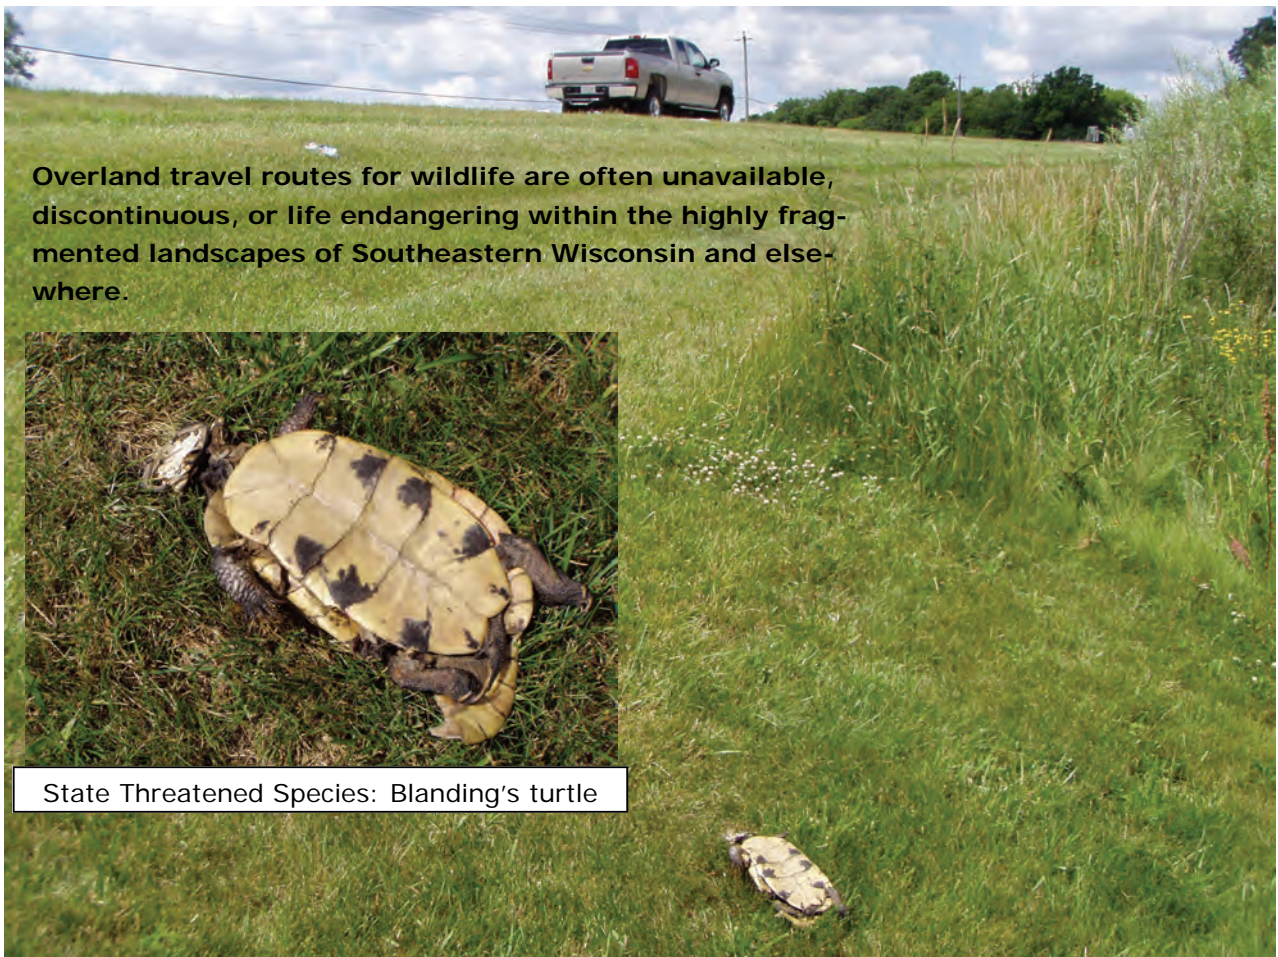 Overland travel routes for wildlife are often unavailable,
discontinuous, or life endangering within the highly frag-
mented landscapes of Southeastern Wisconsin and else-
where.
State Threatened Species: Blanding's turtle